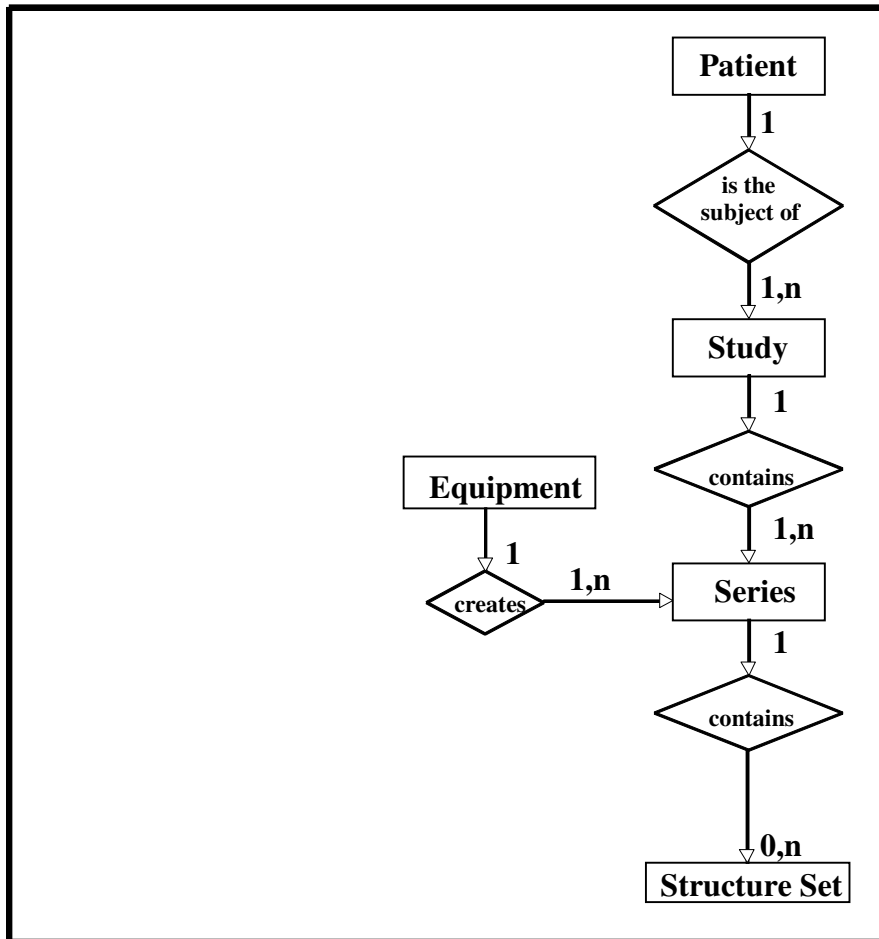 Patient
1
is the
subject of
1,n
Study
1
contains
Equipment
1,n
1
1,n
Series
creates
1
contains
0,n
Structure Set